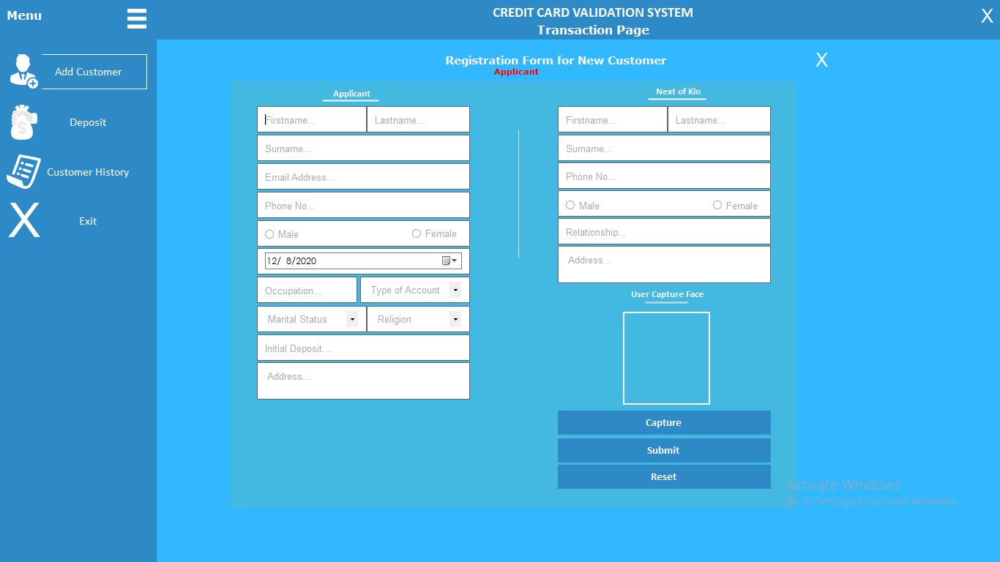 Menu
CREDIT CARD VALIDATION SYSTEM
X
Transaction Page
Add Customer
Deposit
Customer History
X Exit
Registration Form for New Customer
X
Applicant
Applicant
Firstname... Lastname...
Surname...
Email Address...
Phone No...
Male Female
12/ 8/2020
Occupation... Type of Account
Marital Status Religion
Initial Deposit...
Address...
Next of Kin
Firstname... Lastname...
Surname...
Phone No...
Male Female
Relationship...
Address...
User Capture Face
Capture
Submit
Reset
Activate Windows
Go to Settings to activate Windows.